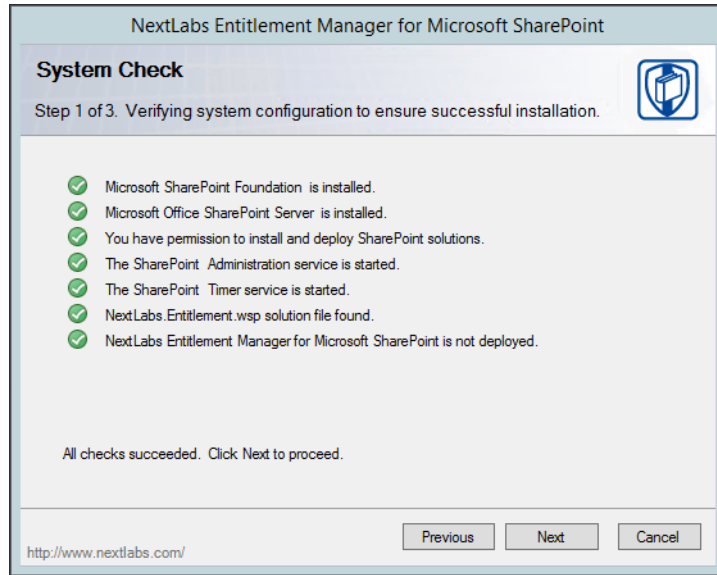 NextLabs Entitlement Manager for Microsoft SharePoint
System Check
Step 1 of 3. Verifying system configuration to ensure successful installation.
Microsoft SharePoint Foundation is installed.
Microsoft Office SharePoint Server is installed.
You have permission to install and deploy SharePoint solutions.
The SharePoint Administration service is started.
The SharePoint Timer service is started.
NextLabs.Entitlement.wsp solution file found.
NextLabs Entitlement Manager for Microsoft SharePoint is not deployed.
All checks succeeded. Click Next to proceed.
Previous Next Cancel
http://www.nextlabs.com/